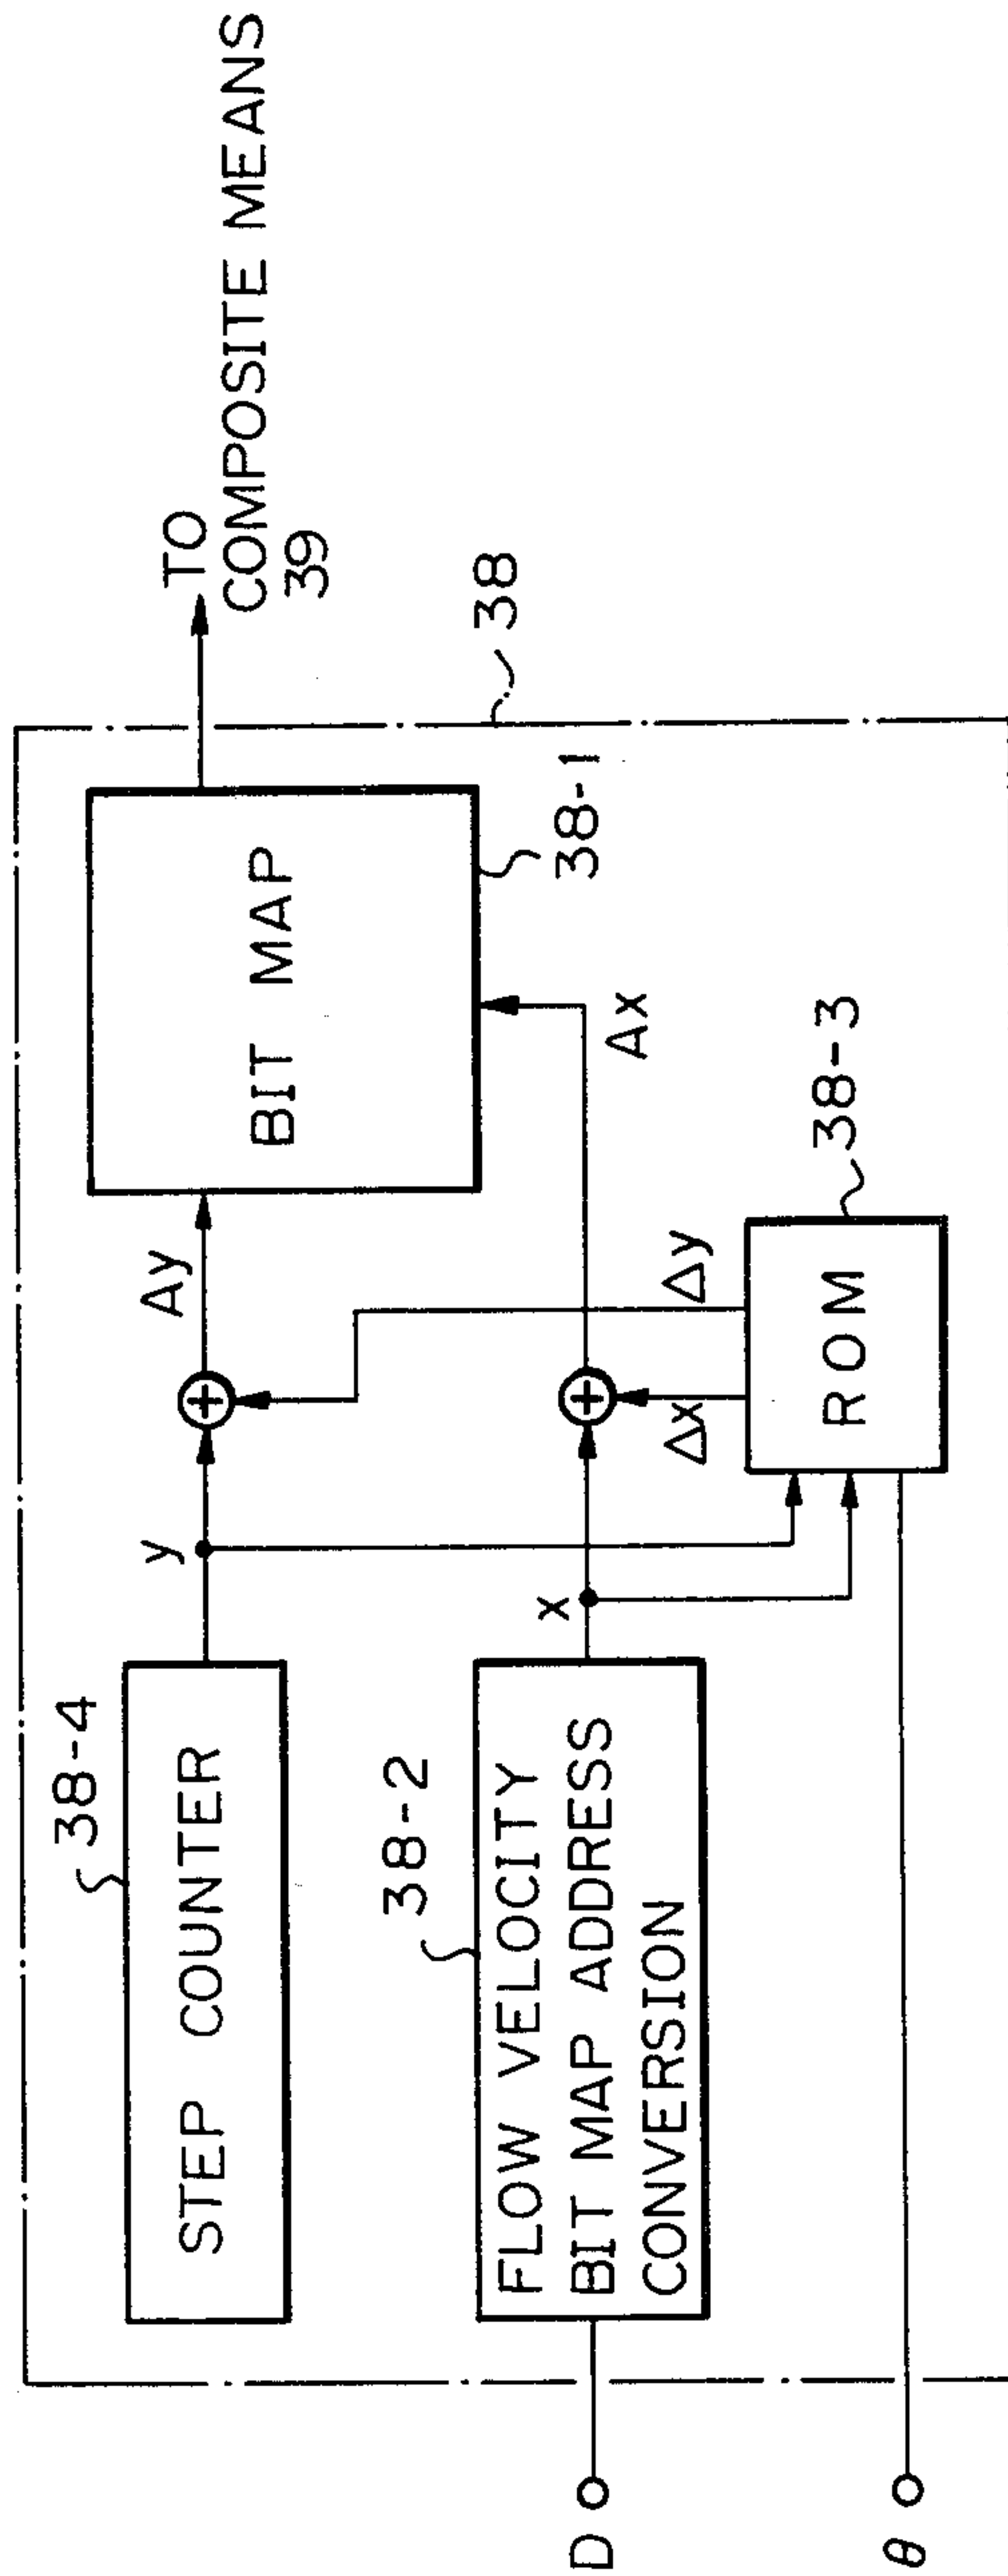 TO
COMPOSITE MEANS
39
38
38-4
STEP COUNTER
y
Ay
BIT MAP
38-1
38-2
FLOW VELOCITY
BIT MAP ADDRESS
CONVERSION
x
Ax
Δx
Δy
ROM
38-3
D
θ